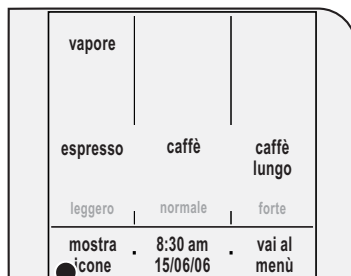 vapore
espresso caffè caffè
lungo
leggero normale forte
mostra . 8:30 am . vai al
icone 15/06/06 menù